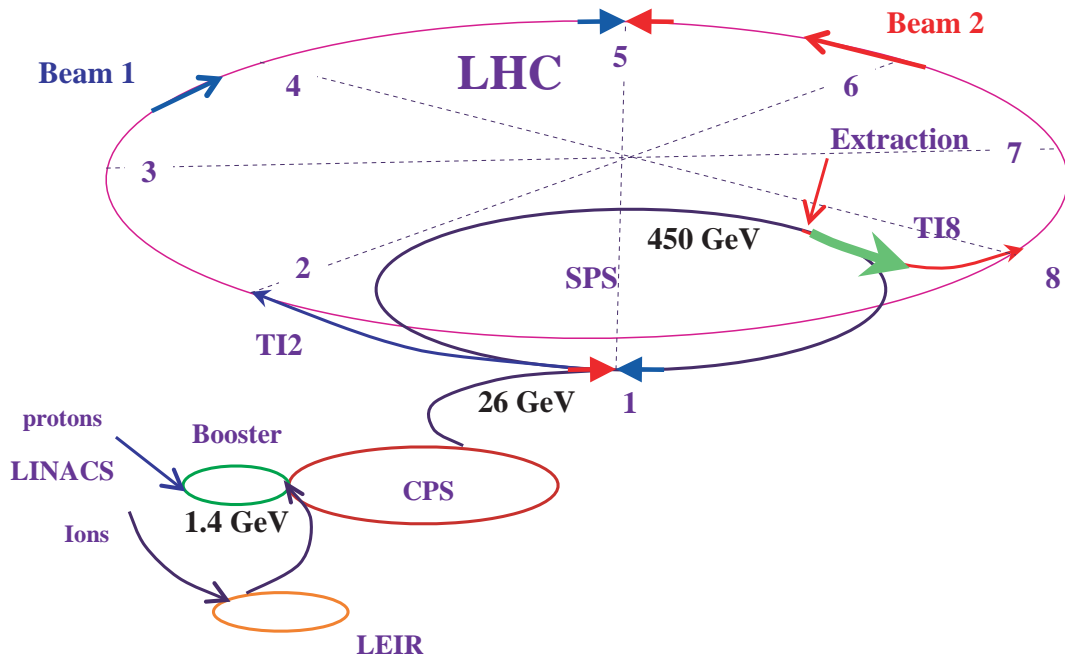 Beam 2
5
Beam 1
LHC
4
6
Extraction
7
3
TI8
450 GeV
2
SPS
8
TI2
26 GeV
1
protons
Booster
LINACS
CPS
1.4 GeV
Ions
LEIR